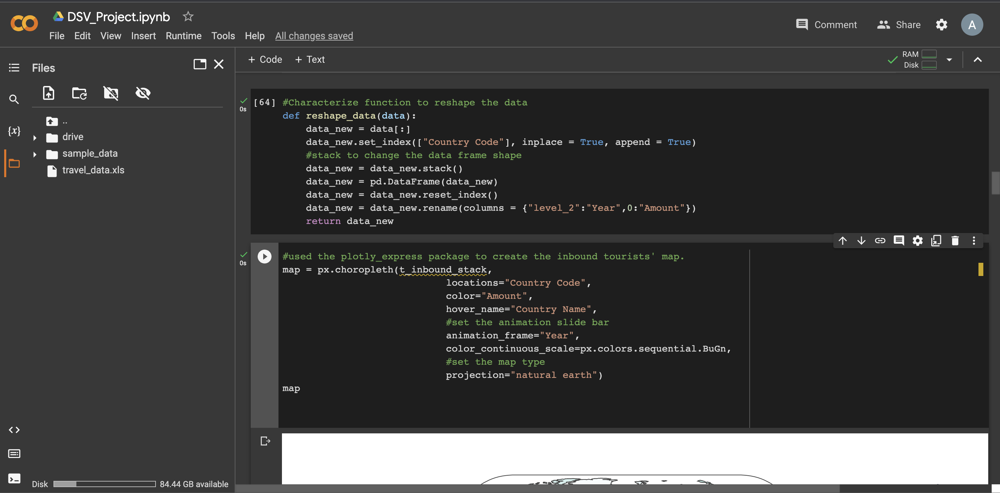 DSV_Project.ipynb
File Edit View Insert Runtime Tools Help All changes saved
Comment Share A
Files
+ Code + Text
RAM
Disk
..
drive
sample_data
travel_data.xls
{x}
0s
[64] #Characterize function to reshape the data
def reshape_data(data):
    data_new = data[:]
    data_new.set_index(["Country Code"], inplace = True, append = True)
    #stack to change the data frame shape
    data_new = data_new.stack()
    data_new = pd.DataFrame(data_new)
    data_new = data_new.reset_index()
    data_new = data_new.rename(columns = {"level_2":"Year",0:"Amount"})
    return data_new
0s
#used the plotly_express package to create the inbound tourists' map.
map = px.choropleth(t_inbound_stack,
                            locations="Country Code",
                            color="Amount",
                            hover_name="Country Name",
                            #set the animation slide bar
                            animation_frame="Year",
                            color_continuous_scale=px.colors.sequential.BuGn,
                            #set the map type
                            projection="natural earth")
map
Disk 84.44 GB available